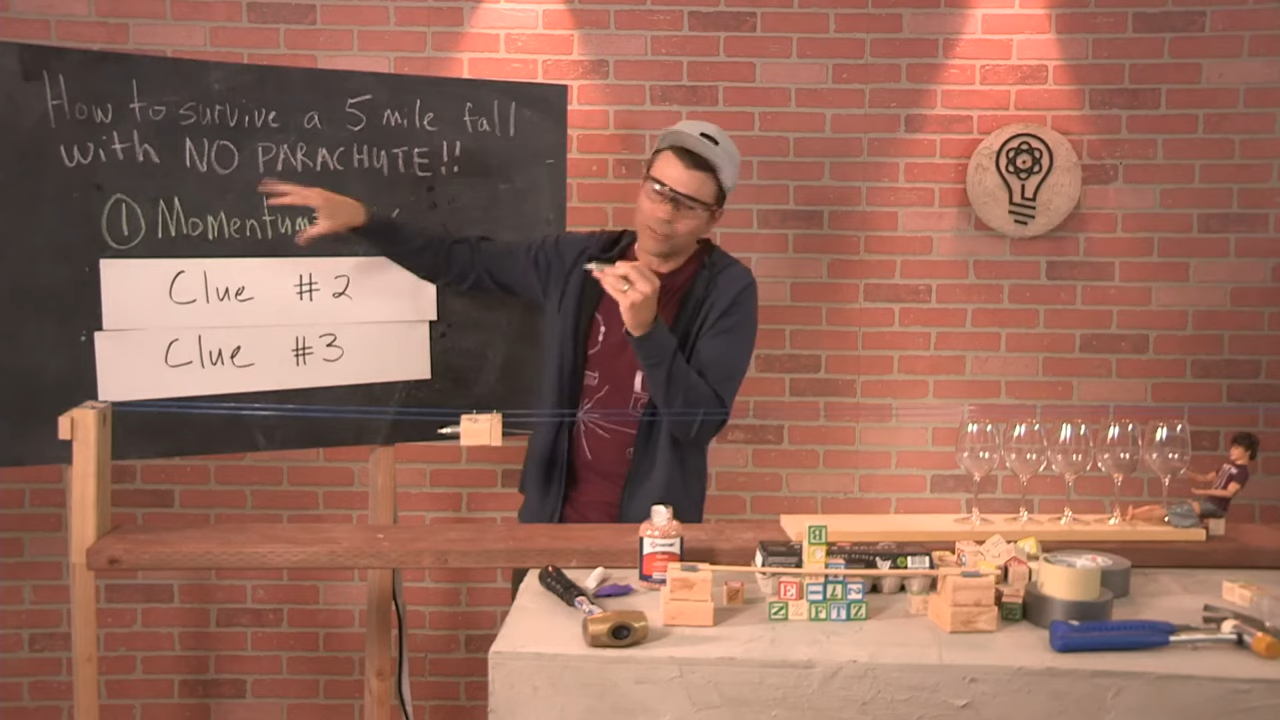 How to survive a 5 mile fall
with NO PARACHUTE!!
① Momentum
Clue #2
Clue #3